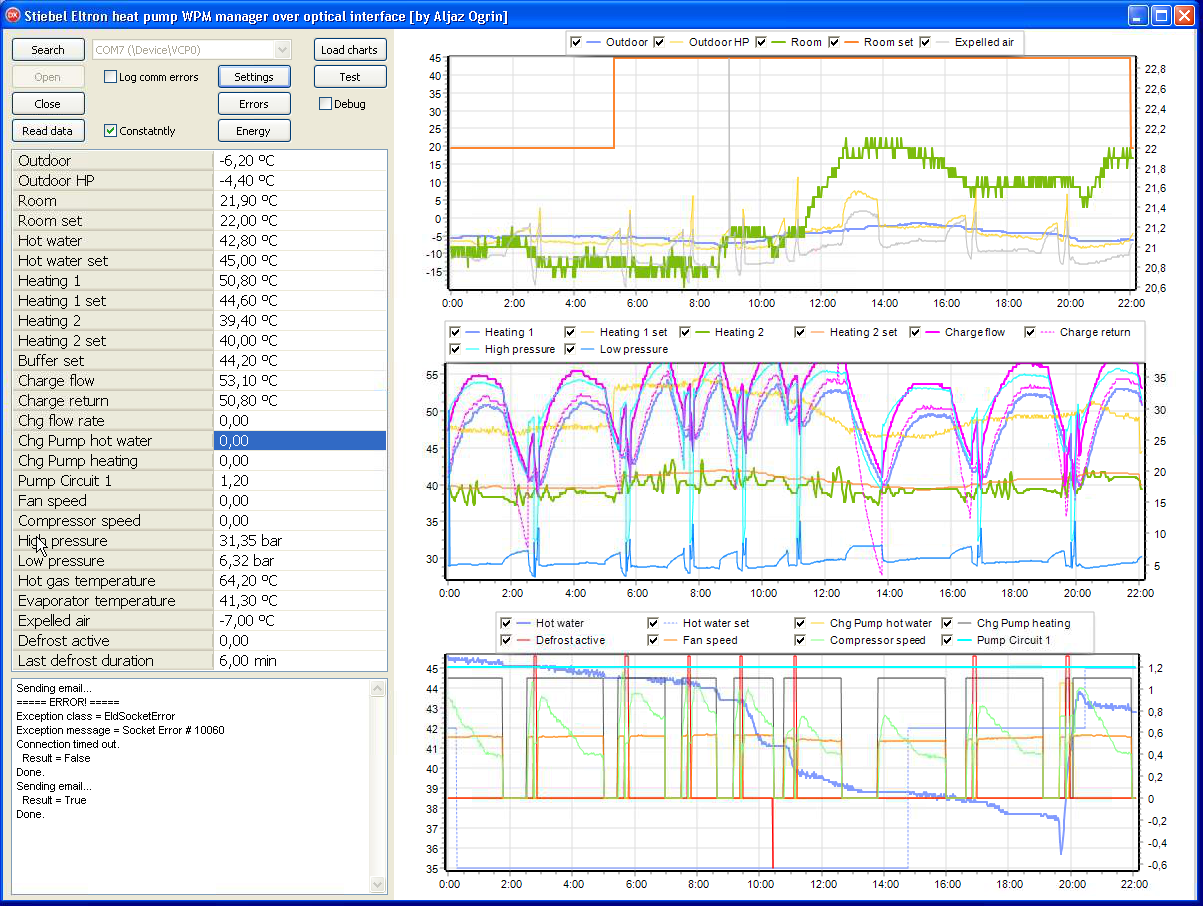 Stiebel Eltron heat pump WPM manager over optical interface [by Aljaz Ogrin]
Search
COM7 (\Device\VCP0)
Load charts
Open
Log comm errors
Settings
Test
Close
Errors
Debug
Read data
Constatntly
Energy
Outdoor -6,20 ºC
Outdoor HP -4,40 ºC
Room 21,90 ºC
Room set 22,00 ºC
Hot water 42,80 ºC
Hot water set 45,00 ºC
Heating 1 50,80 ºC
Heating 1 set 44,60 ºC
Heating 2 39,40 ºC
Heating 2 set 40,00 ºC
Buffer set 44,20 ºC
Charge flow 53,10 ºC
Charge return 50,80 ºC
Chg flow rate 0,00
Chg Pump hot water 0,00
Chg Pump heating 0,00
Pump Circuit 1 1,20
Fan speed 0,00
Compressor speed 0,00
High pressure 31,35 bar
Low pressure 6,32 bar
Hot gas temperature 64,20 ºC
Evaporator temperature 41,30 ºC
Expelled air -7,00 ºC
Defrost active 0,00
Last defrost duration 6,00 min
Sending email...
===== ERROR! =====
Exception class = EIdSocketError
Exception message = Socket Error # 10060
Connection timed out.
Result = False
Done.
Sending email...
Result = True
Done.
Outdoor Outdoor HP Room Room set Expelled air
45
40
35
30
25
20
15
10
5
0
-5
-10
-15
22,8
22,6
22,4
22,2
22
21,8
21,6
21,4
21,2
21
20,8
20,6
0:00 2:00 4:00 6:00 8:00 10:00 12:00 14:00 16:00 18:00 20:00 22:00
Heating 1 Heating 1 set Heating 2 Heating 2 set Charge flow Charge return
High pressure Low pressure
55
50
45
40
35
30
35
30
25
20
15
10
5
0:00 2:00 4:00 6:00 8:00 10:00 12:00 14:00 16:00 18:00 20:00 22:00
Hot water Hot water set Chg Pump hot water Chg Pump heating
Defrost active Fan speed Compressor speed Pump Circuit 1
45
44
43
42
41
40
39
38
37
36
35
1,2
1
0,8
0,6
0,4
0,2
0
-0,2
-0,4
-0,6
0:00 2:00 4:00 6:00 8:00 10:00 12:00 14:00 16:00 18:00 20:00 22:00